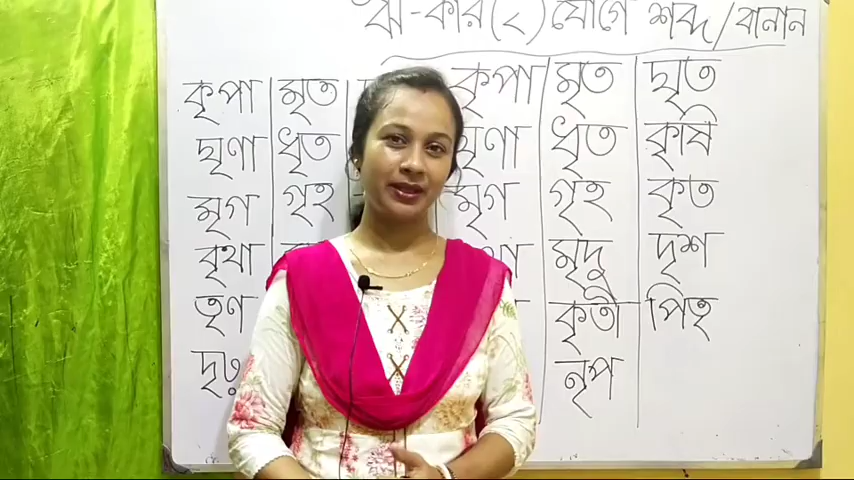 ঋ-কার(ৃ) যোগে শব্দ/বানান
কৃপা মৃত কৃপা মৃত ঘৃত
ঘৃণা ধৃত ঘৃণা ধৃত কৃষি
মৃগ গৃহ মৃগ গৃহ কৃত
বৃথা মৃদু দৃশ
তৃণ কৃতী পিতৃ
দৃঢ় নৃপ